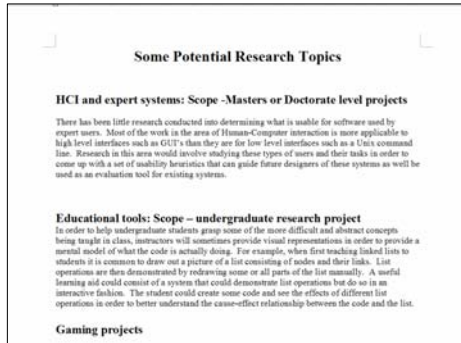 Some Potential Research Topics
HCI and expert systems: Scope -Masters or Doctorate level projects
There has been little research conducted into determining what is usable for software used by
expert users. Most of the work in the area of Human-Computer interaction is more applicable to
high level interfaces such as GUI's than they are for low level interfaces such as a Unix command
line. Research in this area would involve studying these types of users and their tasks in order to
come up with a set of usability heuristics that can guide future designers of these systems as well be
used as an evaluation tool for existing systems.
Educational tools: Scope – undergraduate research project
In order to help undergraduate students grasp some of the more difficult and abstract concepts
being taught in class, instructors will sometimes provide visual representations in order to provide a
mental model of what the code is actually doing. For example, when first teaching linked lists to
students it is common to draw out a picture of a list consisting of nodes and their links. List
operations are then demonstrated by redrawing some or all parts of the list manually. A useful
learning aid could consist of a system that could demonstrate list operations but do so in an
interactive fashion. The student could create some code and see the effects of different list
operations in order to better understand the cause-effect relationship between the code and the list.
Gaming projects